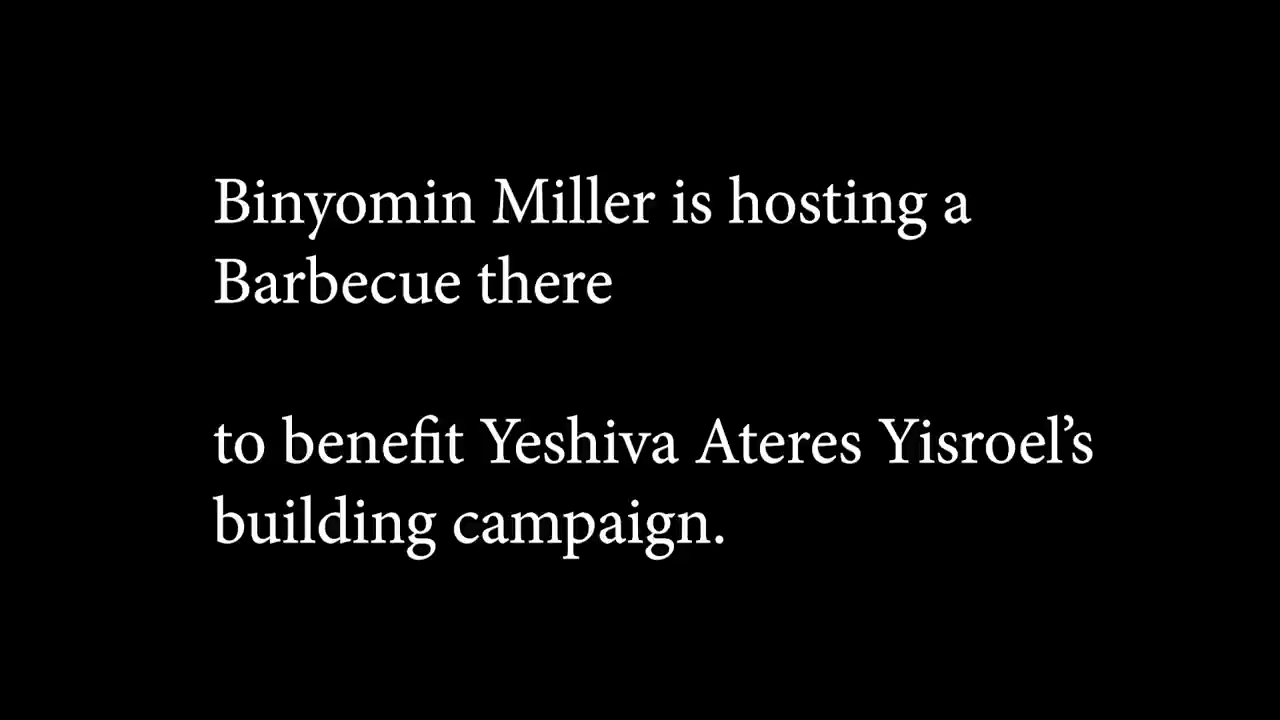 Binyomin Miller is hosting a
Barbecue there
to benefit Yeshiva Ateres Yisroel’s
building campaign.